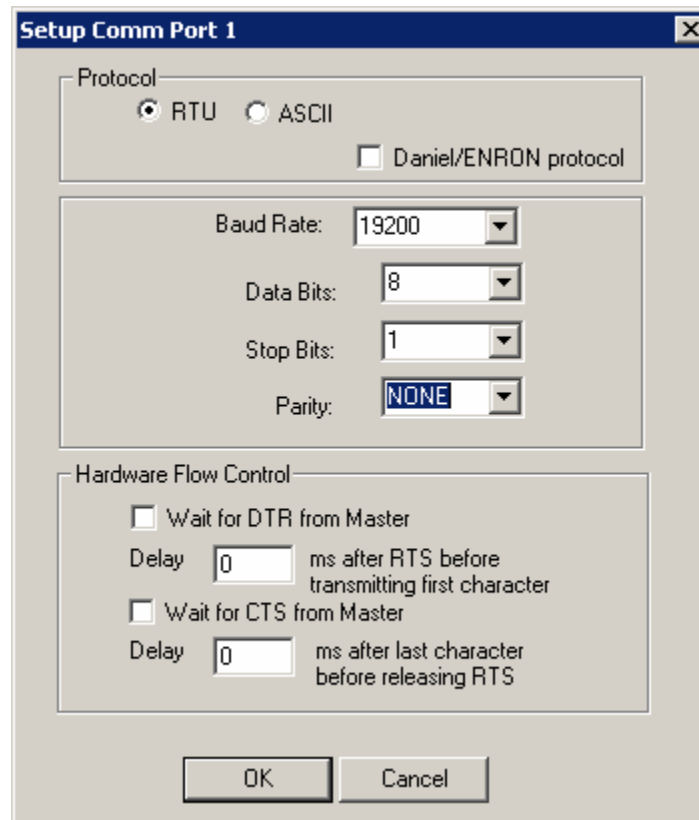 Setup Comm Port 1
Protocol
RTU ASCII
Daniel/ENRON protocol
Baud Rate: 19200
Data Bits: 8
Stop Bits: 1
Parity: NONE
Hardware Flow Control
Wait for DTR from Master
Delay 0 ms after RTS before
transmitting first character
Wait for CTS from Master
Delay 0 ms after last character
before releasing RTS
OK Cancel